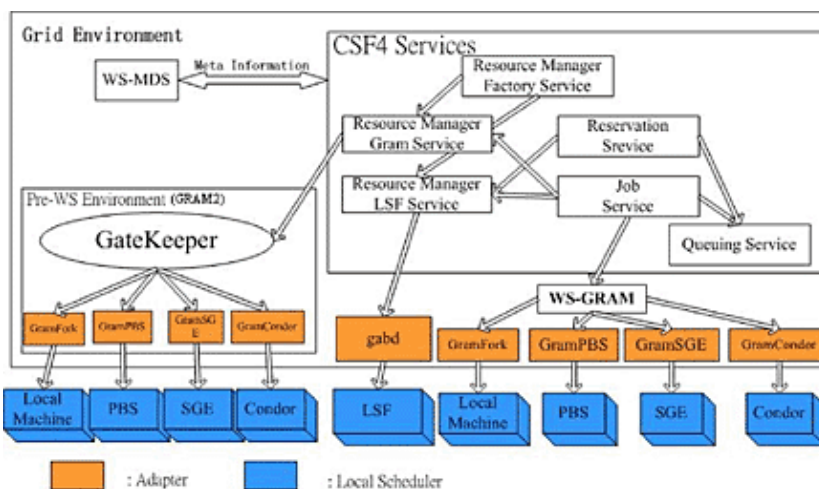 Grid Environment
CSF4 Services
WS-MDS
Meta Information
Resource Manager
Factory Service
Resource Manager
Gram Service
Reservation
Srevice
Resource Manager
LSF Service
Job
Service
Queuing Service
Pre-WS Environment (GRAM2)
GateKeeper
WS-GRAM
GramFork
GramPBS
GramSG
E
GramCondor
gabd
GramFork
GramPBS
GramSGE
GramCondor
Local
Machine
PBS
SGE
Condor
LSF
Local
Machine
PBS
SGE
Condor
: Adapter
: Local Scheduler